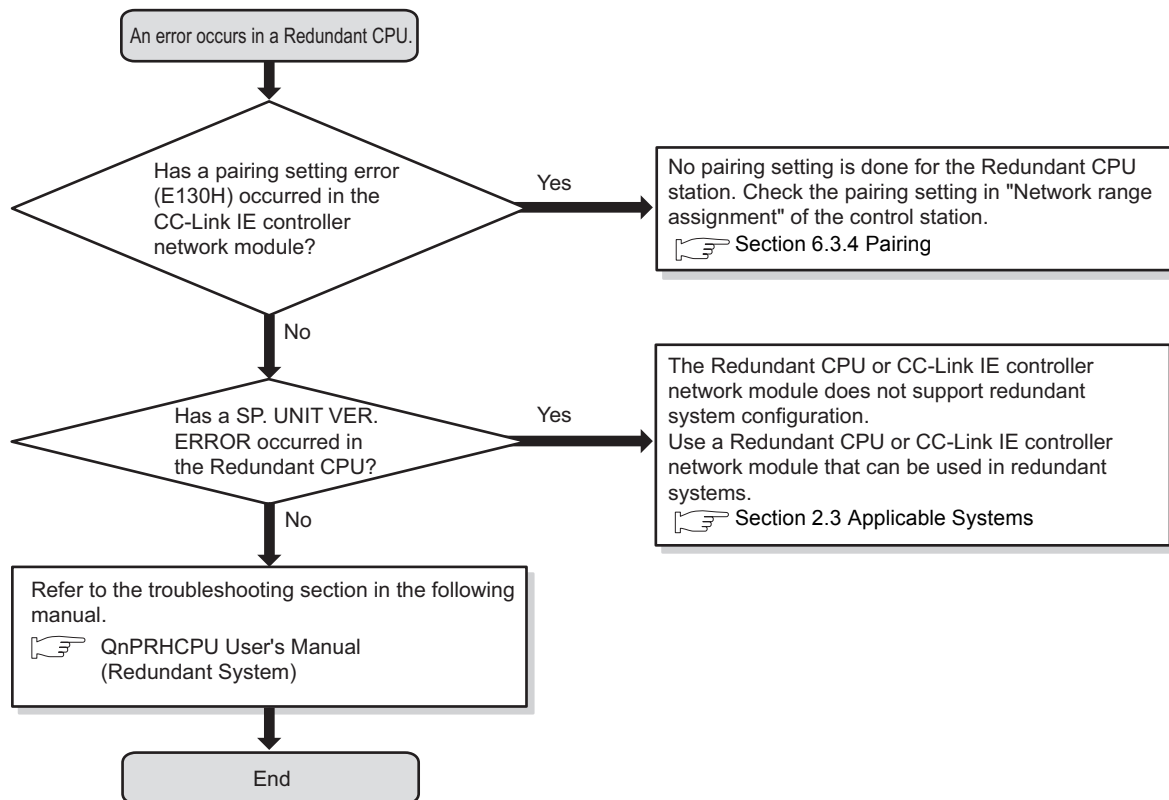 An error occurs in a Redundant CPU.
Has a pairing setting error
(E130H) occurred in the
CC-Link IE controller
network module?
Yes
No pairing setting is done for the Redundant CPU
station. Check the pairing setting in "Network range
assignment" of the control station.
Section 6.3.4 Pairing
No
Has a SP. UNIT VER.
ERROR occurred in
the Redundant CPU?
Yes
The Redundant CPU or CC-Link IE controller
network module does not support redundant
system configuration.
Use a Redundant CPU or CC-Link IE controller
network module that can be used in redundant
systems.
Section 2.3 Applicable Systems
No
Refer to the troubleshooting section in the following
manual.
QnPRHCPU User's Manual
(Redundant System)
End